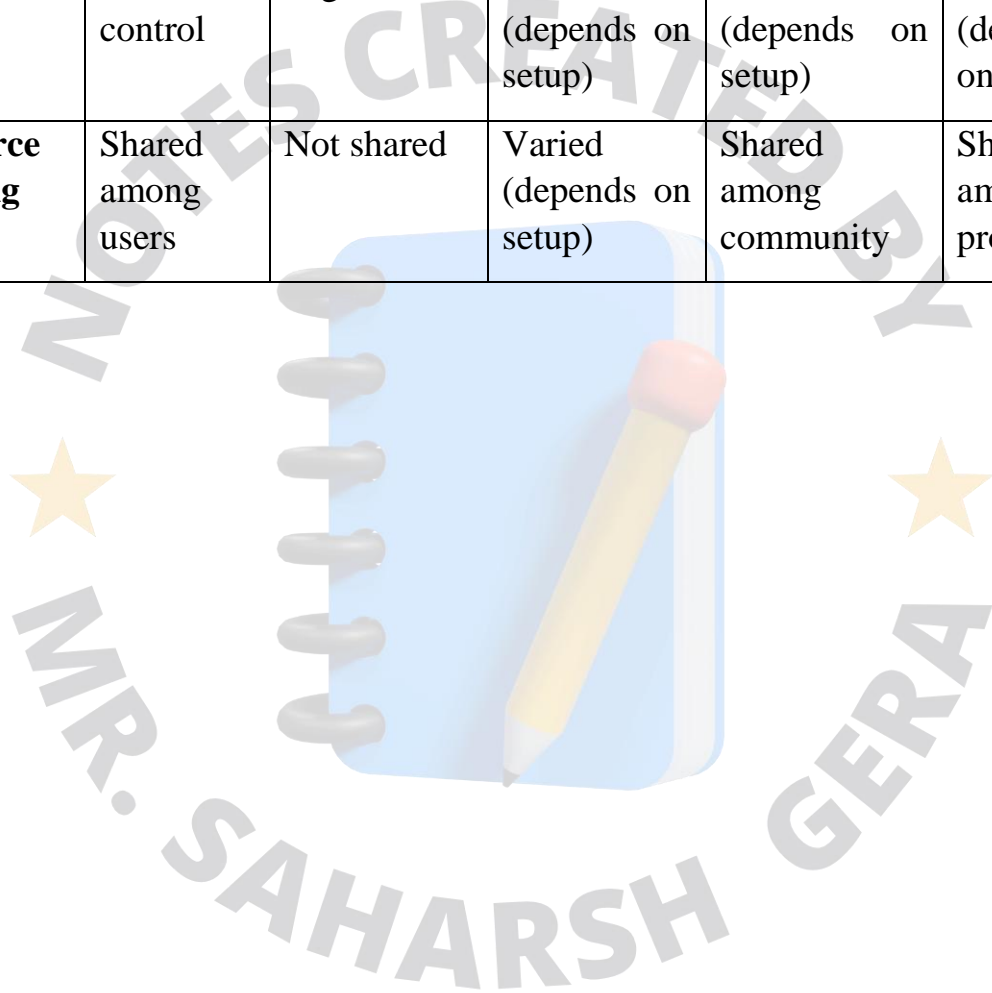 control (depends on (depends on
setup) setup) on
Shared Not shared Varied Shared
among (depends on among
users setup) community
NOTES CREATED BY
MR. SAHARSH GERA